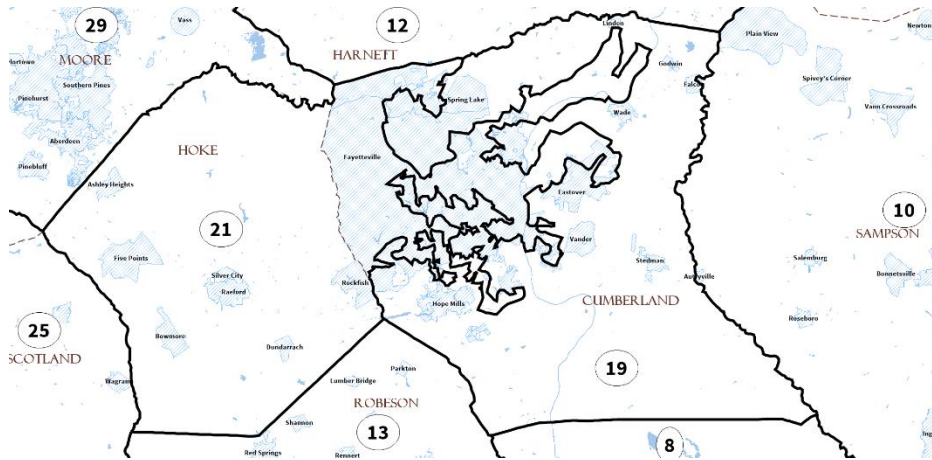 Vass
29
12
Linden
Newton
MOORE
HARNETT
Plain View
Southern Pines
Godwin
Spivey's Corner
Falco
Pinehurst
Spring Lake
Vann Crossroads
Wade
Aberdeen
HOKE
Fayetteville
Pinebluff
Ashley Heights
Eastover
10
21
SAMPSON
Vander
Five Points
Stedman
Salemburg
Silver City
Bonnetsville
Autryville
Rockfish
Raeford
CUMBERLAND
Hope Mills
Roseboro
25
Bowmore
SCOTLAND
Dundarrach
19
Parkton
Wagram
Lumber Bridge
ROBESON
Shannon
13
8
Red Springs
Rennert
Ing